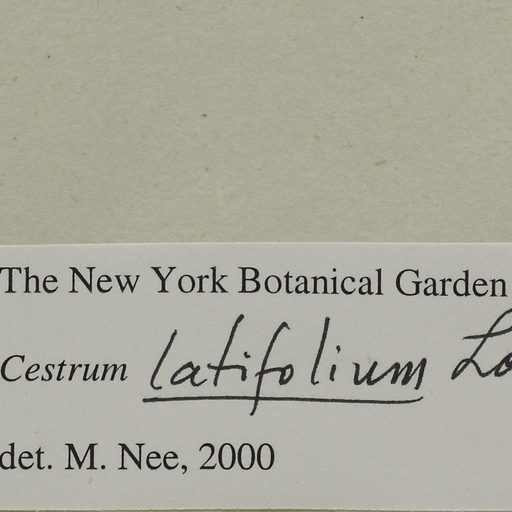 The New York Botanical Garden
Cestrum latifolium
det. M. Nee, 2000